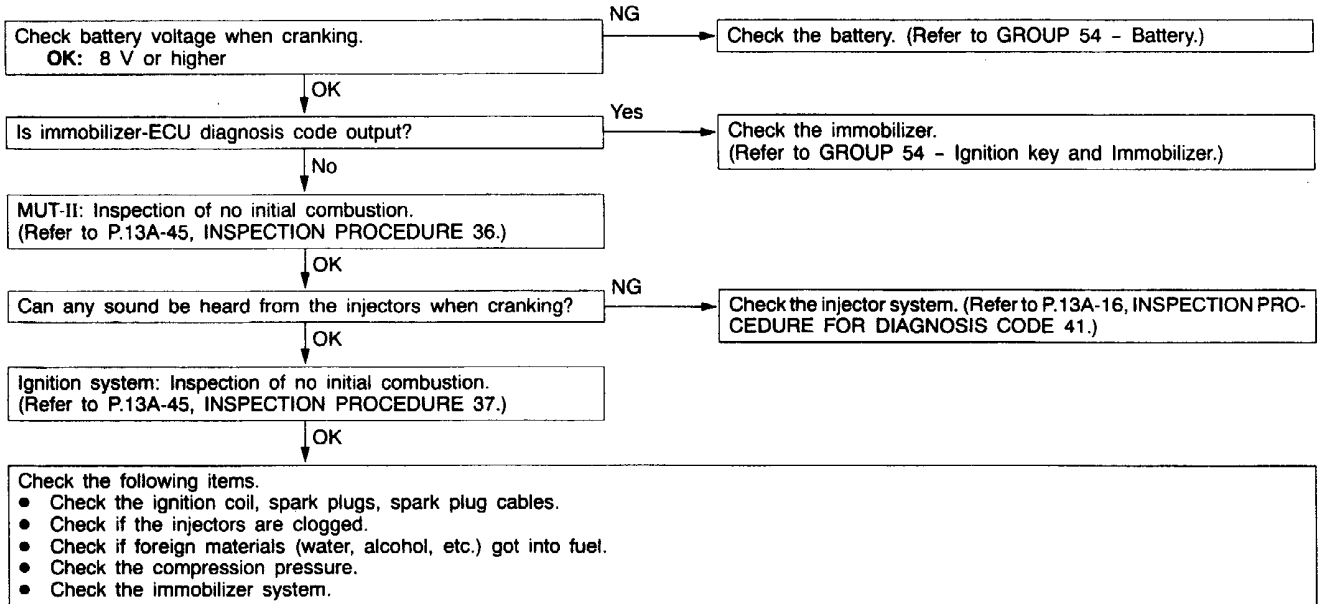 NG
Check battery voltage when cranking.
OK: 8 V or higher
Check the battery. (Refer to GROUP 54 – Battery.)
OK
Yes
Is immobilizer-ECU diagnosis code output?
Check the immobilizer.
(Refer to GROUP 54 – Ignition key and Immobilizer.)
No
MUT-II: Inspection of no initial combustion.
(Refer to P.13A-45, INSPECTION PROCEDURE 36.)
OK
NG
Can any sound be heard from the injectors when cranking?
Check the injector system. (Refer to P.13A-16, INSPECTION PRO-
CEDURE FOR DIAGNOSIS CODE 41.)
OK
Ignition system: Inspection of no initial combustion.
(Refer to P.13A-45, INSPECTION PROCEDURE 37.)
OK
Check the following items.
● Check the ignition coil, spark plugs, spark plug cables.
● Check if the injectors are clogged.
● Check if foreign materials (water, alcohol, etc.) got into fuel.
● Check the compression pressure.
● Check the immobilizer system.